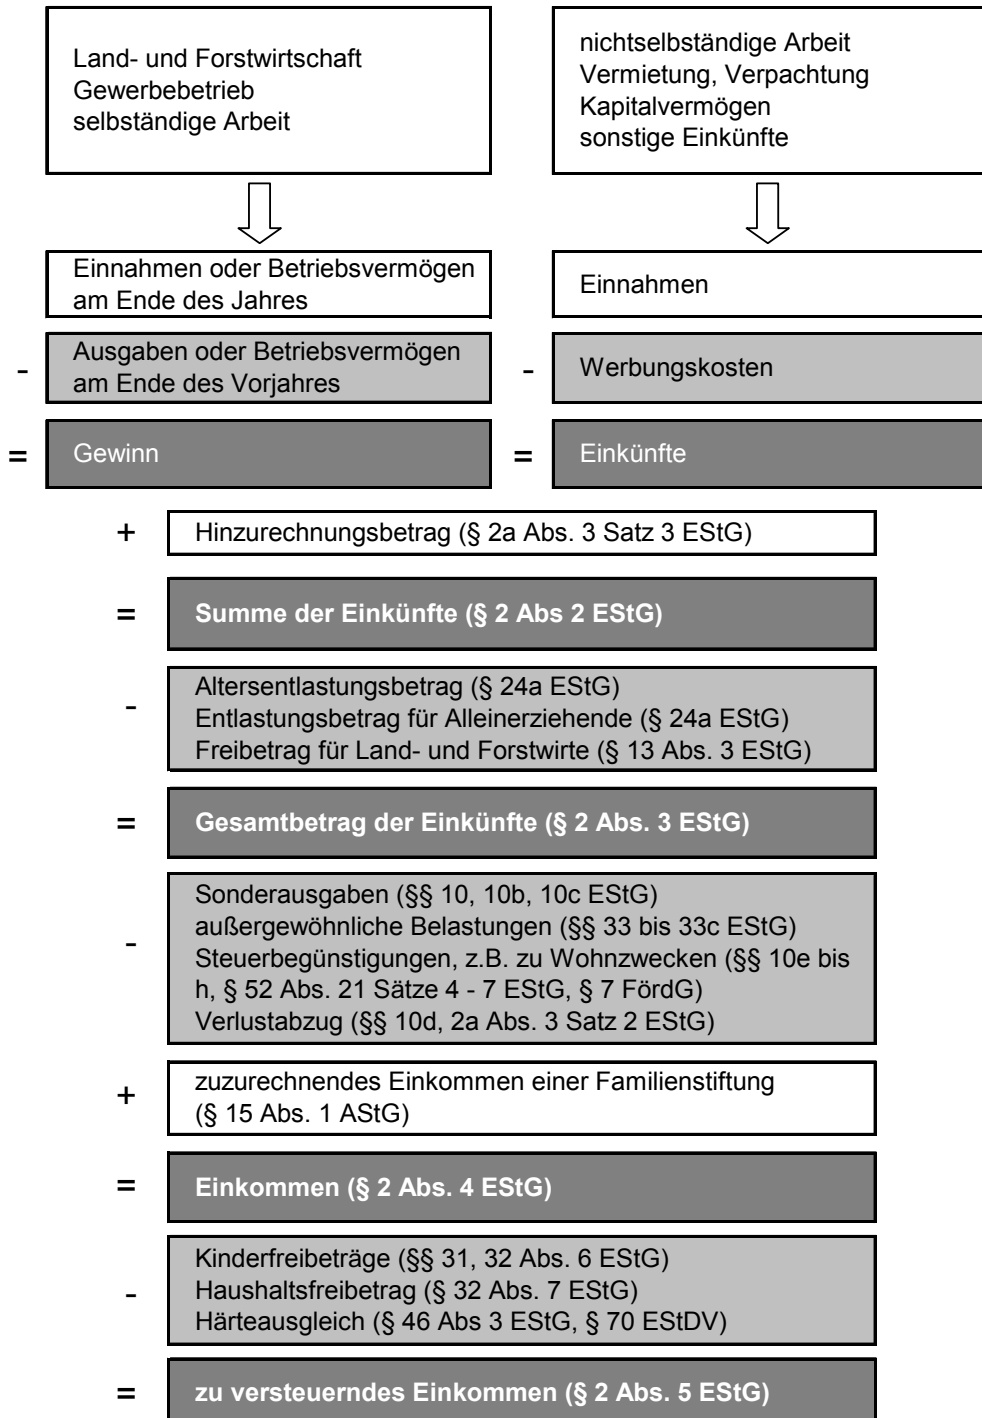 Land- und Forstwirtschaft
Gewerbebetrieb
selbständige Arbeit
nichtselbständige Arbeit
Vermietung, Verpachtung
Kapitalvermögen
sonstige Einkünfte
Einnahmen oder Betriebsvermögen
am Ende des Jahres
Einnahmen
- Ausgaben oder Betriebsvermögen
am Ende des Vorjahres
- Werbungskosten
= Gewinn
= Einkünfte
+ Hinzurechnungsbetrag (§ 2a Abs. 3 Satz 3 EStG)
= Summe der Einkünfte (§ 2 Abs 2 EStG)
- Altersentlastungsbetrag (§ 24a EStG)
Entlastungsbetrag für Alleinerziehende (§ 24a EStG)
Freibetrag für Land- und Forstwirte (§ 13 Abs. 3 EStG)
= Gesamtbetrag der Einkünfte (§ 2 Abs. 3 EStG)
- Sonderausgaben (§§ 10, 10b, 10c EStG)
außergewöhnliche Belastungen (§§ 33 bis 33c EStG)
Steuerbegünstigungen, z.B. zu Wohnzwecken (§§ 10e bis
h, § 52 Abs. 21 Sätze 4 - 7 EStG, § 7 FördG)
Verlustabzug (§§ 10d, 2a Abs. 3 Satz 2 EStG)
+ zuzurechnendes Einkommen einer Familienstiftung
(§ 15 Abs. 1 AStG)
= Einkommen (§ 2 Abs. 4 EStG)
- Kinderfreibeträge (§§ 31, 32 Abs. 6 EStG)
Haushaltsfreibetrag (§ 32 Abs. 7 EStG)
Härteausgleich (§ 46 Abs 3 EStG, § 70 EStDV)
= zu versteuerndes Einkommen (§ 2 Abs. 5 EStG)